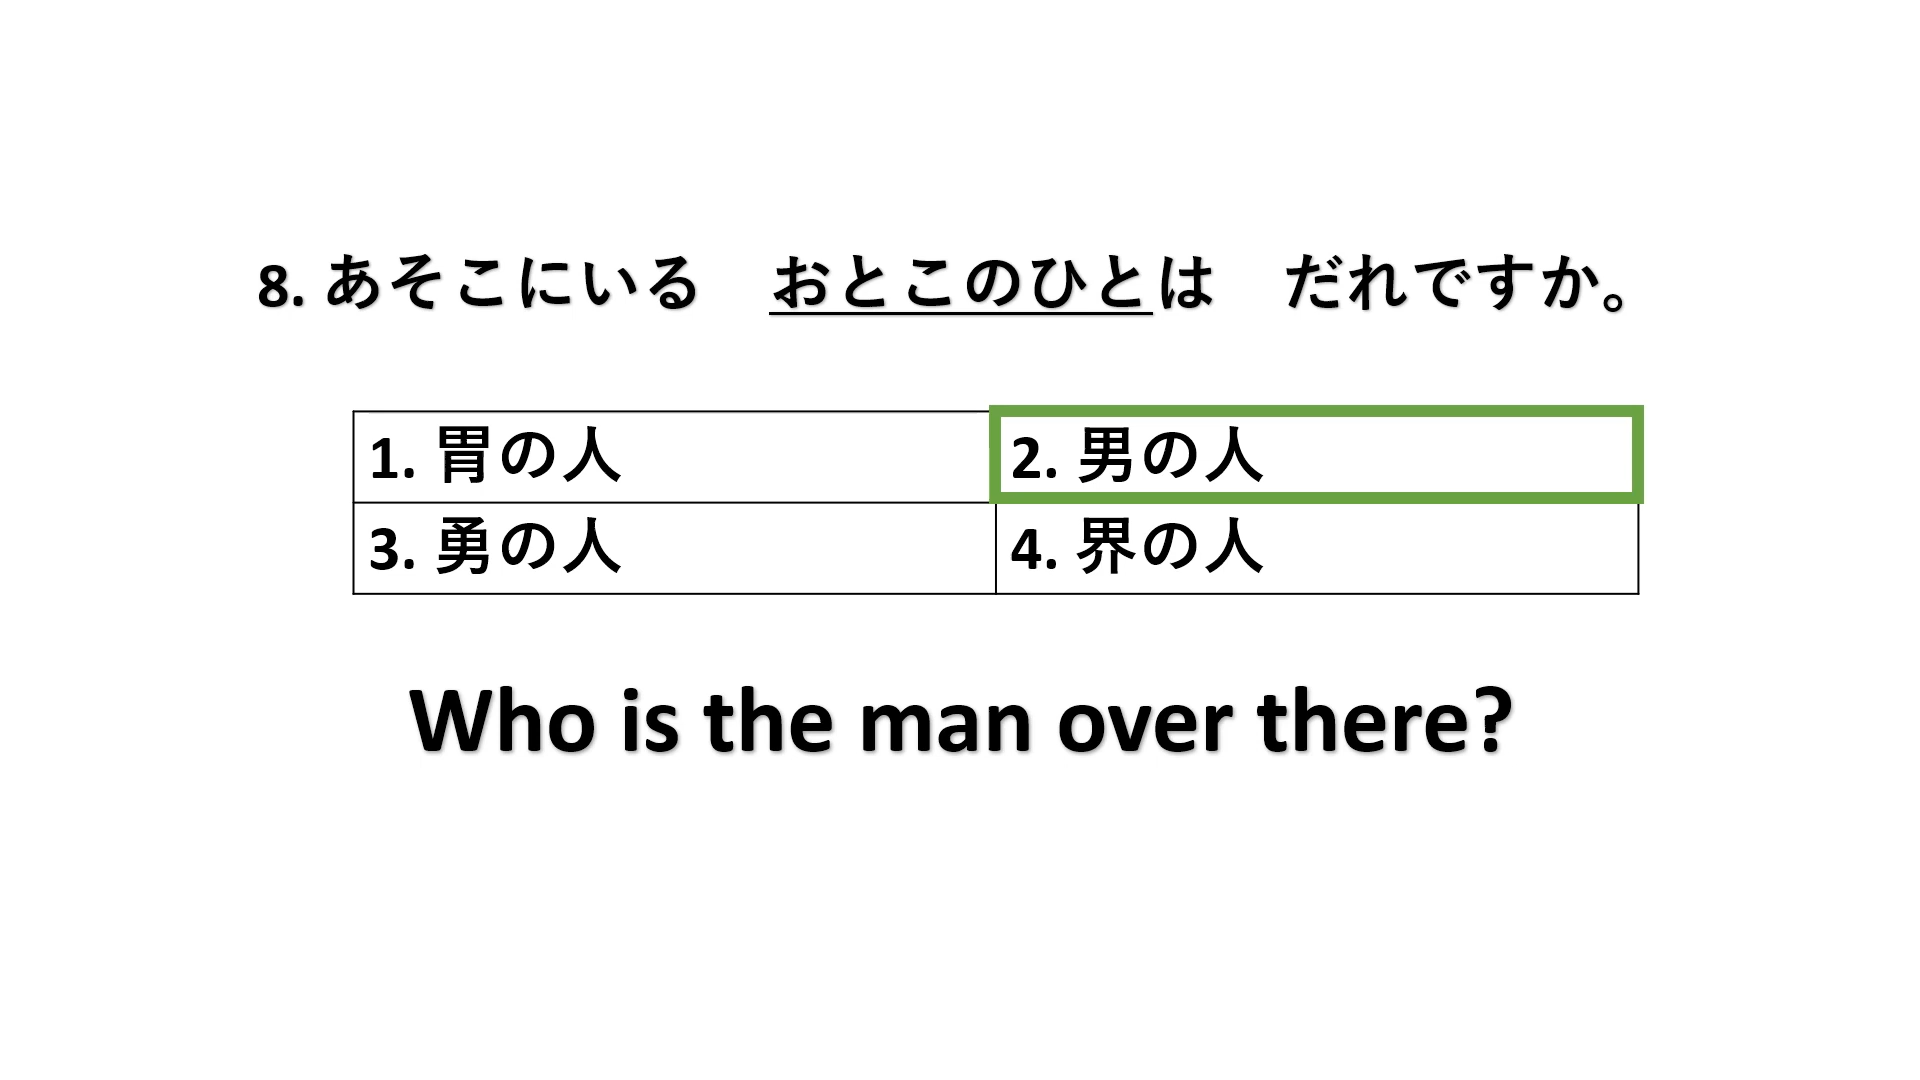 8. あそこにいる　おとこのひとは　だれですか。
1. 胃の人
2. 男の人
3. 勇の人
4. 界の人
Who is the man over there?